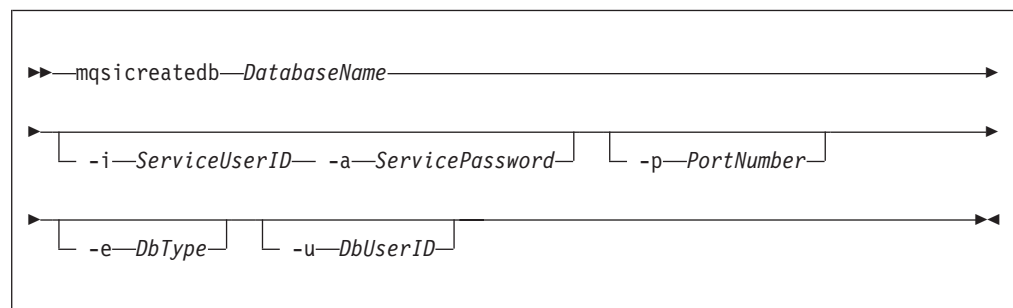 mqsicreatedb DatabaseName
-i ServiceUserID -a ServicePassword -p PortNumber
-e DbType -u DbUserID